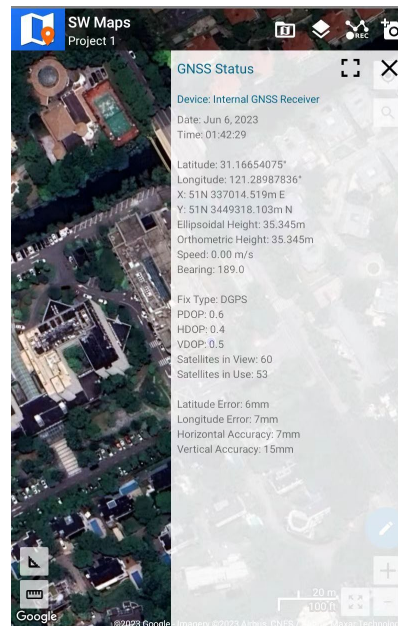 SW Maps
Project 1
REC
GNSS Status
Device: Internal GNSS Receiver
Date: Jun 6, 2023
Time: 01:42:29
Latitude: 31.16654075°
Longitude: 121.28987836°
X: 51N 337014.519m E
Y: 51N 3449318.103m N
Ellipsoidal Height: 35.345m
Orthometric Height: 35.345m
Speed: 0.00 m/s
Bearing: 189.0
Fix Type: DGPS
PDOP: 0.6
HDOP: 0.4
VDOP: 0.5
Satellites in View: 60
Satellites in Use: 53
Latitude Error: 6mm
Longitude Error: 7mm
Horizontal Accuracy: 7mm
Vertical Accuracy: 15mm
20 m
100 ft
Google
©2023 Google